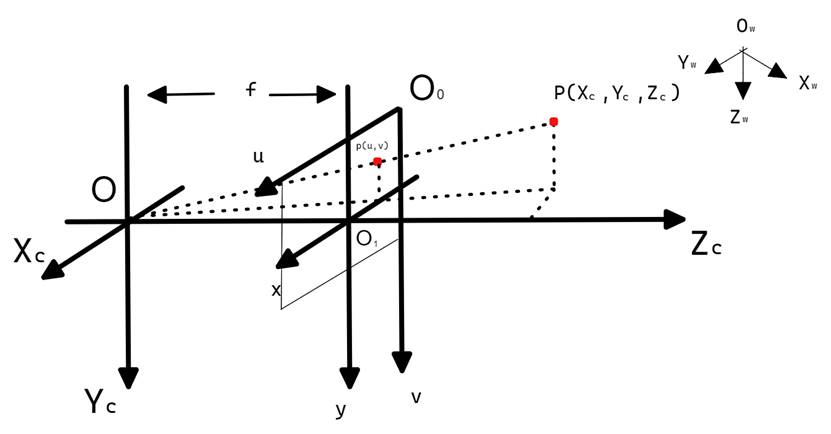 Ow
Yw
Xw
Zw
f
O₀
P(Xc ,Yc ,Zc)
u
p(u,v)
O
O₁
Xc
Zc
x
Yc
y
v